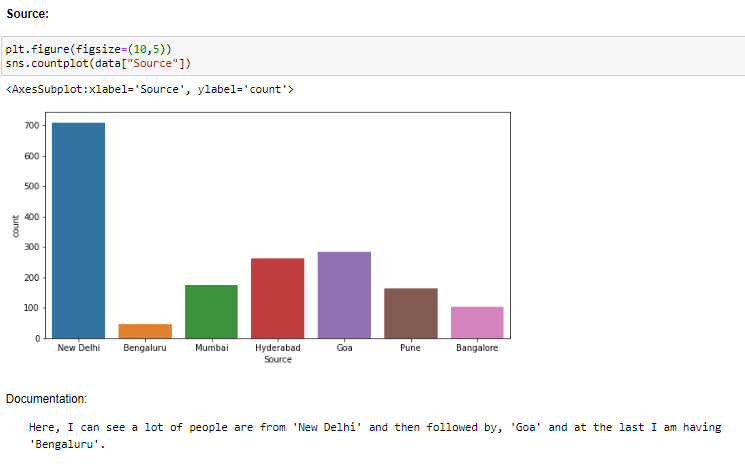 Source:
plt.figure(figsize=(10,5))
sns.countplot(data["Source"])
<AxesSubplot:xlabel='Source', ylabel='count'>
700
600
500
400
300
200
100
0
count
New Delhi Bengaluru Mumbai Hyderabad Goa Pune Bangalore
Source
Documentation:
Here, I can see a lot of people are from 'New Delhi' and then followed by, 'Goa' and at the last I am having
'Bengaluru'.